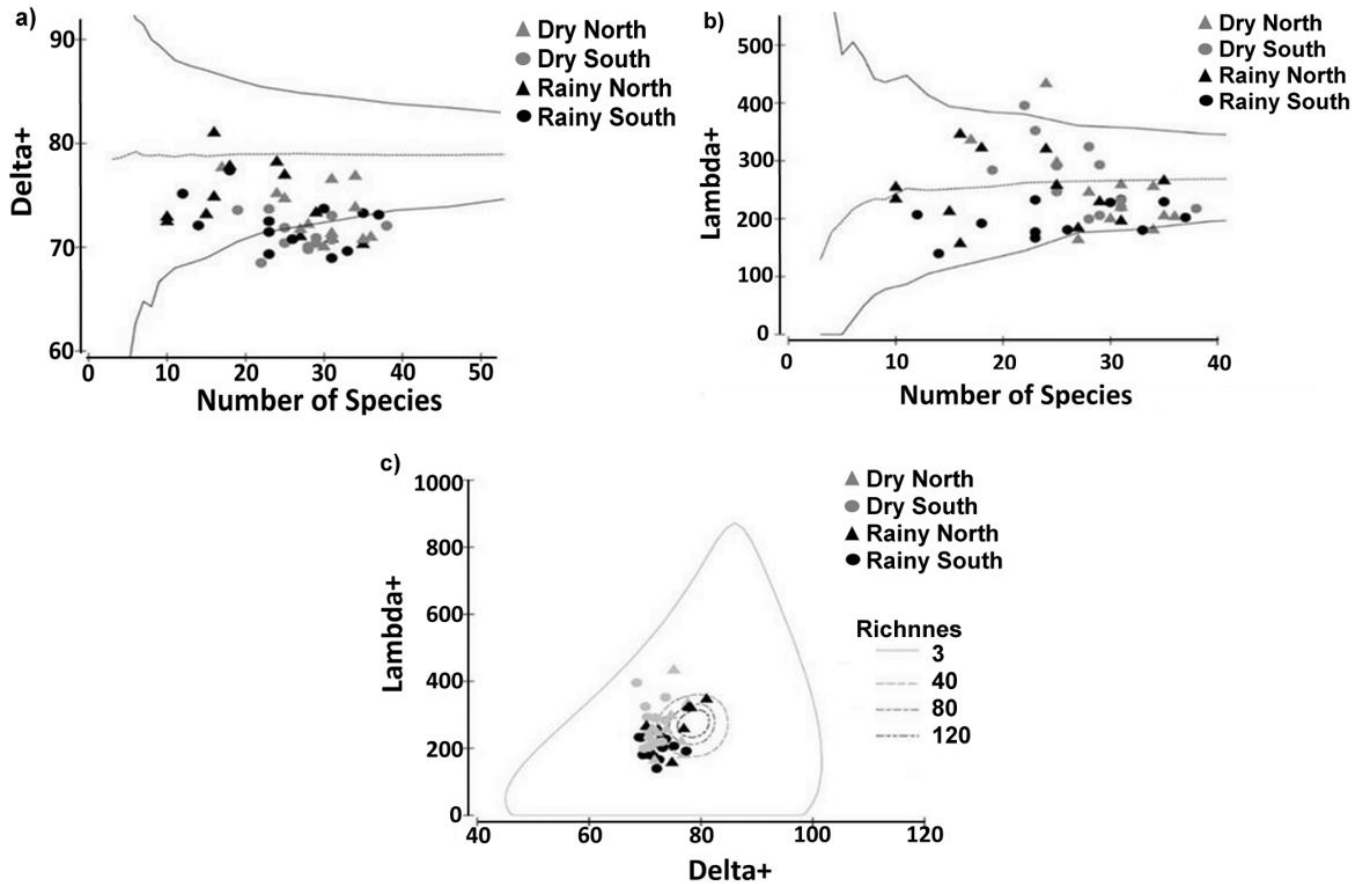 a)
Dry North
Dry South
Rainy North
Rainy South
90
80
70
60
Delta+
0 10 20 30 40 50
Number of Species
b)
Dry North
Dry South
Rainy North
Rainy South
500
400
300
200
100
0
Lambda+
0 10 20 30 40
Number of Species
c)
Dry North
Dry South
Rainy North
Rainy South
Richnnes
3
40
80
120
1000
800
600
400
200
0
Lambda+
40 60 80 100 120
Delta+